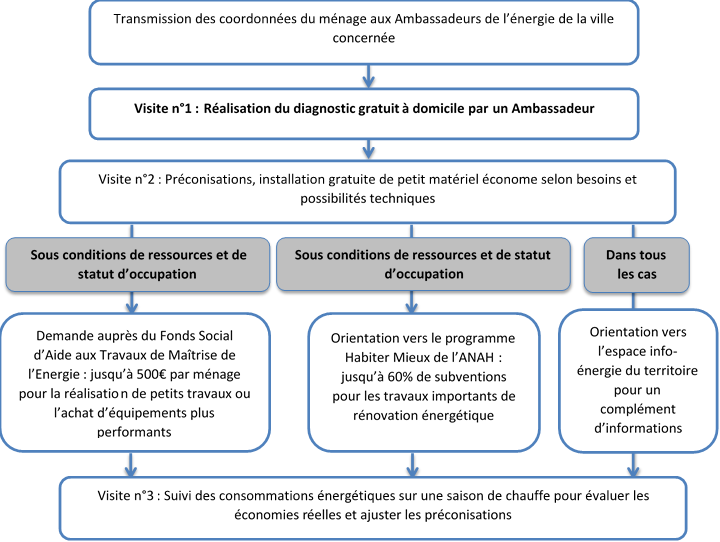 Transmission des coordonnées du ménage aux Ambassadeurs de l'énergie de la ville
concernée
Visite n°1 : Réalisation du diagnostic gratuit à domicile par un Ambassadeur
Visite n°2 : Préconisations, installation gratuite de petit matériel économe selon besoins et
possibilités techniques
Sous conditions de ressources et de
statut d'occupation
Sous conditions de ressources et de statut
d'occupation
Dans tous
les cas
Demande auprès du Fonds Social
d'Aide aux Travaux de Maîtrise de
l'Energie : jusqu'à 500€ par ménage
pour la réalisation de petits travaux ou
l'achat d'équipements plus
performants
Orientation vers le programme
Habiter Mieux de l'ANAH :
jusqu'à 60% de subventions
pour les travaux importants de
rénovation énergétique
Orientation vers
l'espace info-
énergie du territoire
pour un
complément
d'informations
Visite n°3 : Suivi des consommations énergétiques sur une saison de chauffe pour évaluer les
économies réelles et ajuster les préconisations